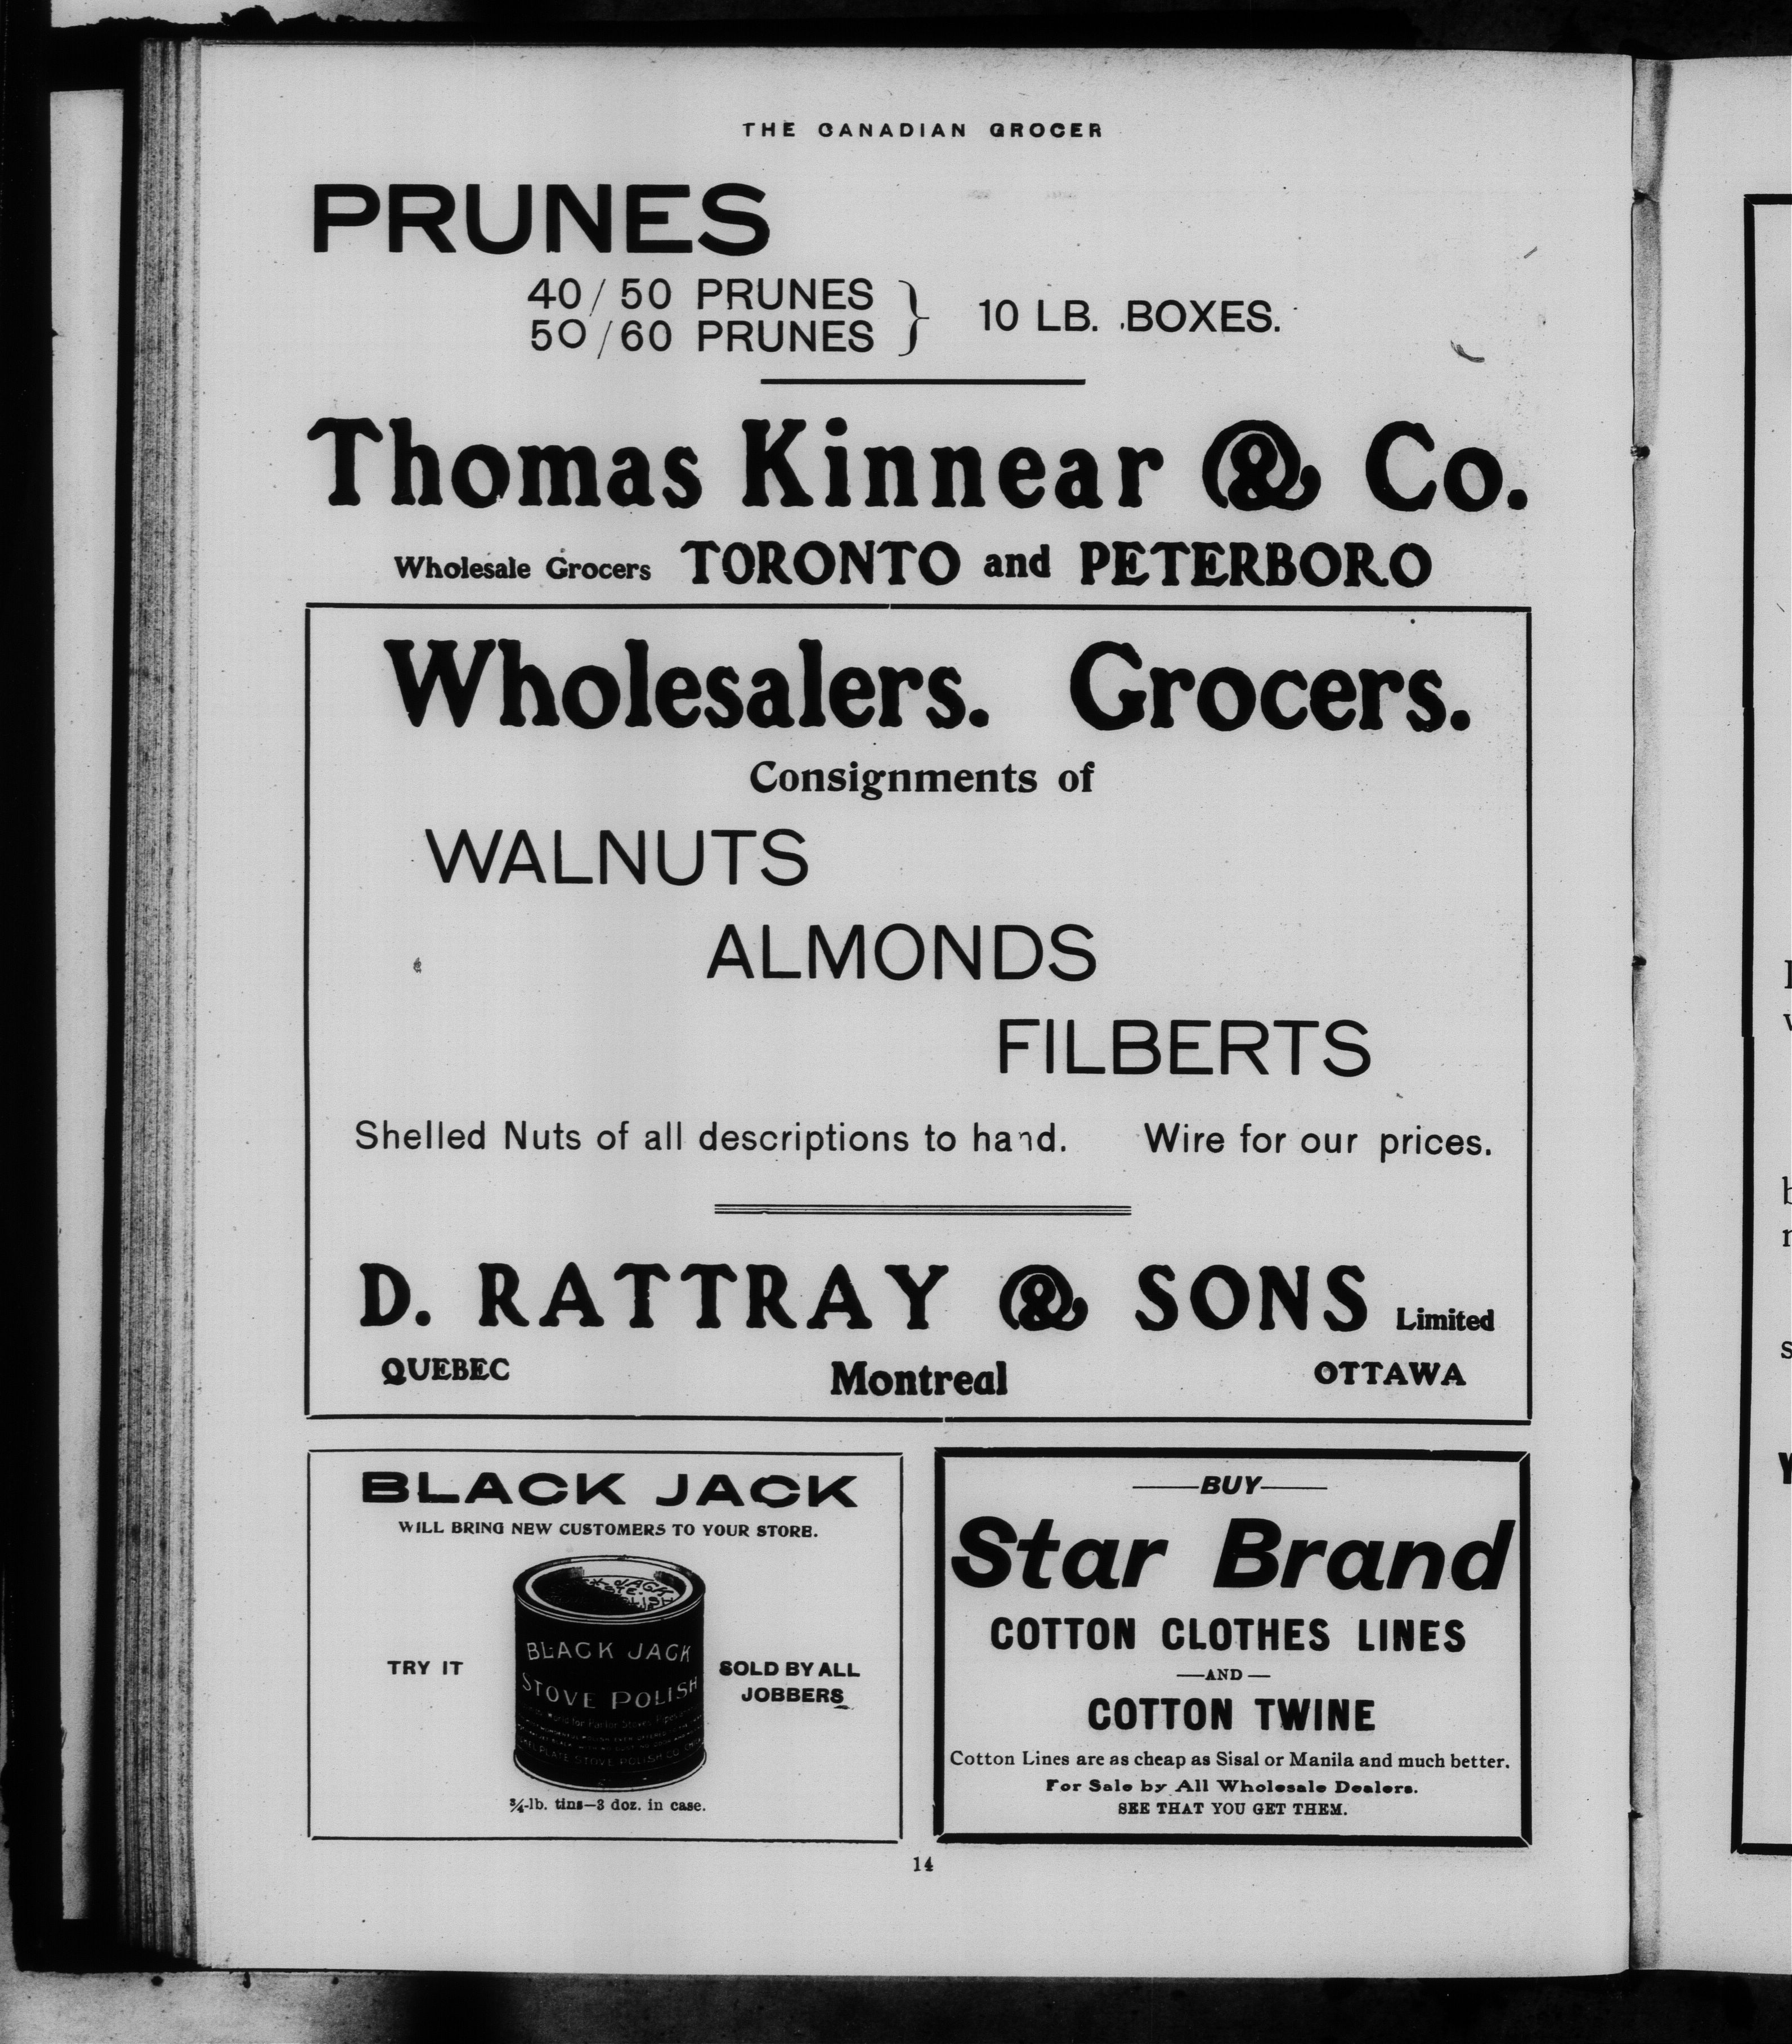 THE CANADIAN GROCER
PRUNES
40/50 PRUNES
50/60 PRUNES } 10 LB. BOXES.
Thomas Kinnear & Co.
Wholesale Grocers TORONTO and PETERBORO
Wholesalers. Grocers.
Consignments of
WALNUTS
ALMONDS
FILBERTS
Shelled Nuts of all descriptions to hand. Wire for our prices.
D. RATTRAY & SONS Limited
QUEBEC Montreal OTTAWA
BLACK JACK
WILL BRING NEW CUSTOMERS TO YOUR STORE.
JACK
BLACK JACK
STOVE POLISH
TRY IT
SOLD BY ALL
JOBBERS
STOVE POLISH CO.
¾-lb. tins—3 doz. in case.
BUY
Star Brand
COTTON CLOTHES LINES
—AND—
COTTON TWINE
Cotton Lines are as cheap as Sisal or Manila and much better.
For Sale by All Wholesale Dealers.
SEE THAT YOU GET THEM.
14